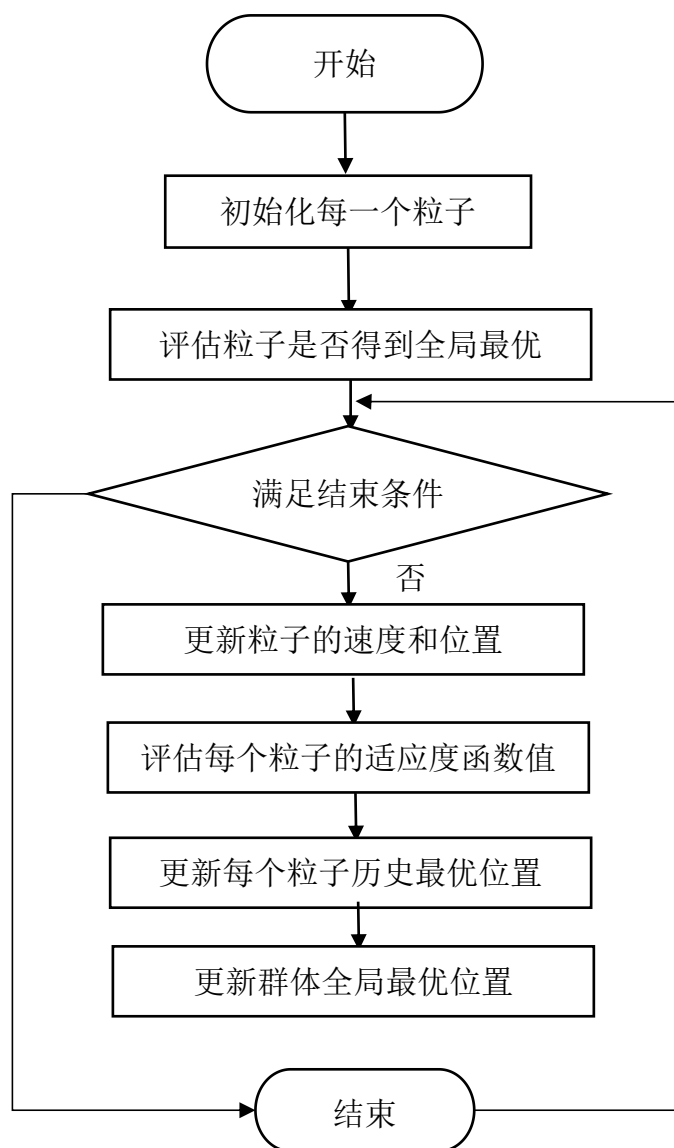 开始
初始化每一个粒子
评估粒子是否得到全局最优
满足结束条件
否
更新粒子的速度和位置
评估每个粒子的适应度函数值
更新每个粒子历史最优位置
更新群体全局最优位置
结束